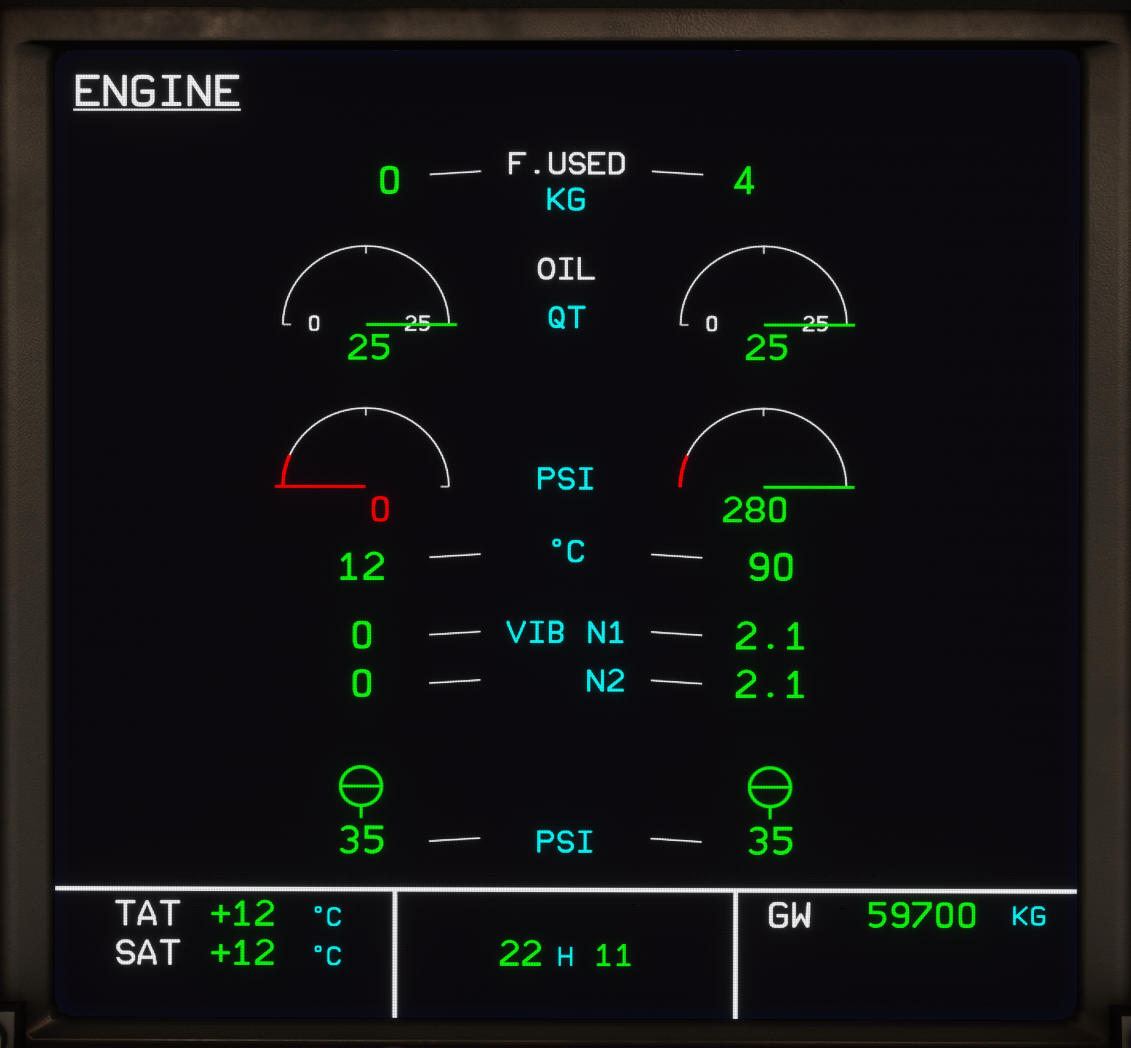 ENGINE
0 F.USED 4
KG
OIL
0 25 QT 0 25
25 25
PSI
0 280
12 °C 90
0 VIB N1 2.1
0 N2 2.1
35 PSI 35
TAT +12 °C GW 59700 KG
SAT +12 °C 22 H 11